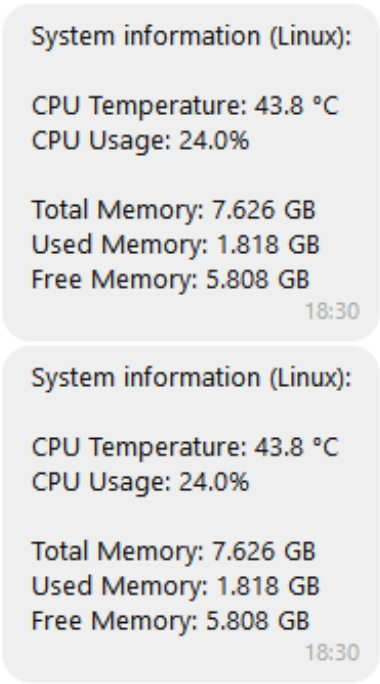 System information (Linux):
CPU Temperature: 43.8 °C
CPU Usage: 24.0%
Total Memory: 7.626 GB
Used Memory: 1.818 GB
Free Memory: 5.808 GB
18:30
System information (Linux):
CPU Temperature: 43.8 °C
CPU Usage: 24.0%
Total Memory: 7.626 GB
Used Memory: 1.818 GB
Free Memory: 5.808 GB
18:30